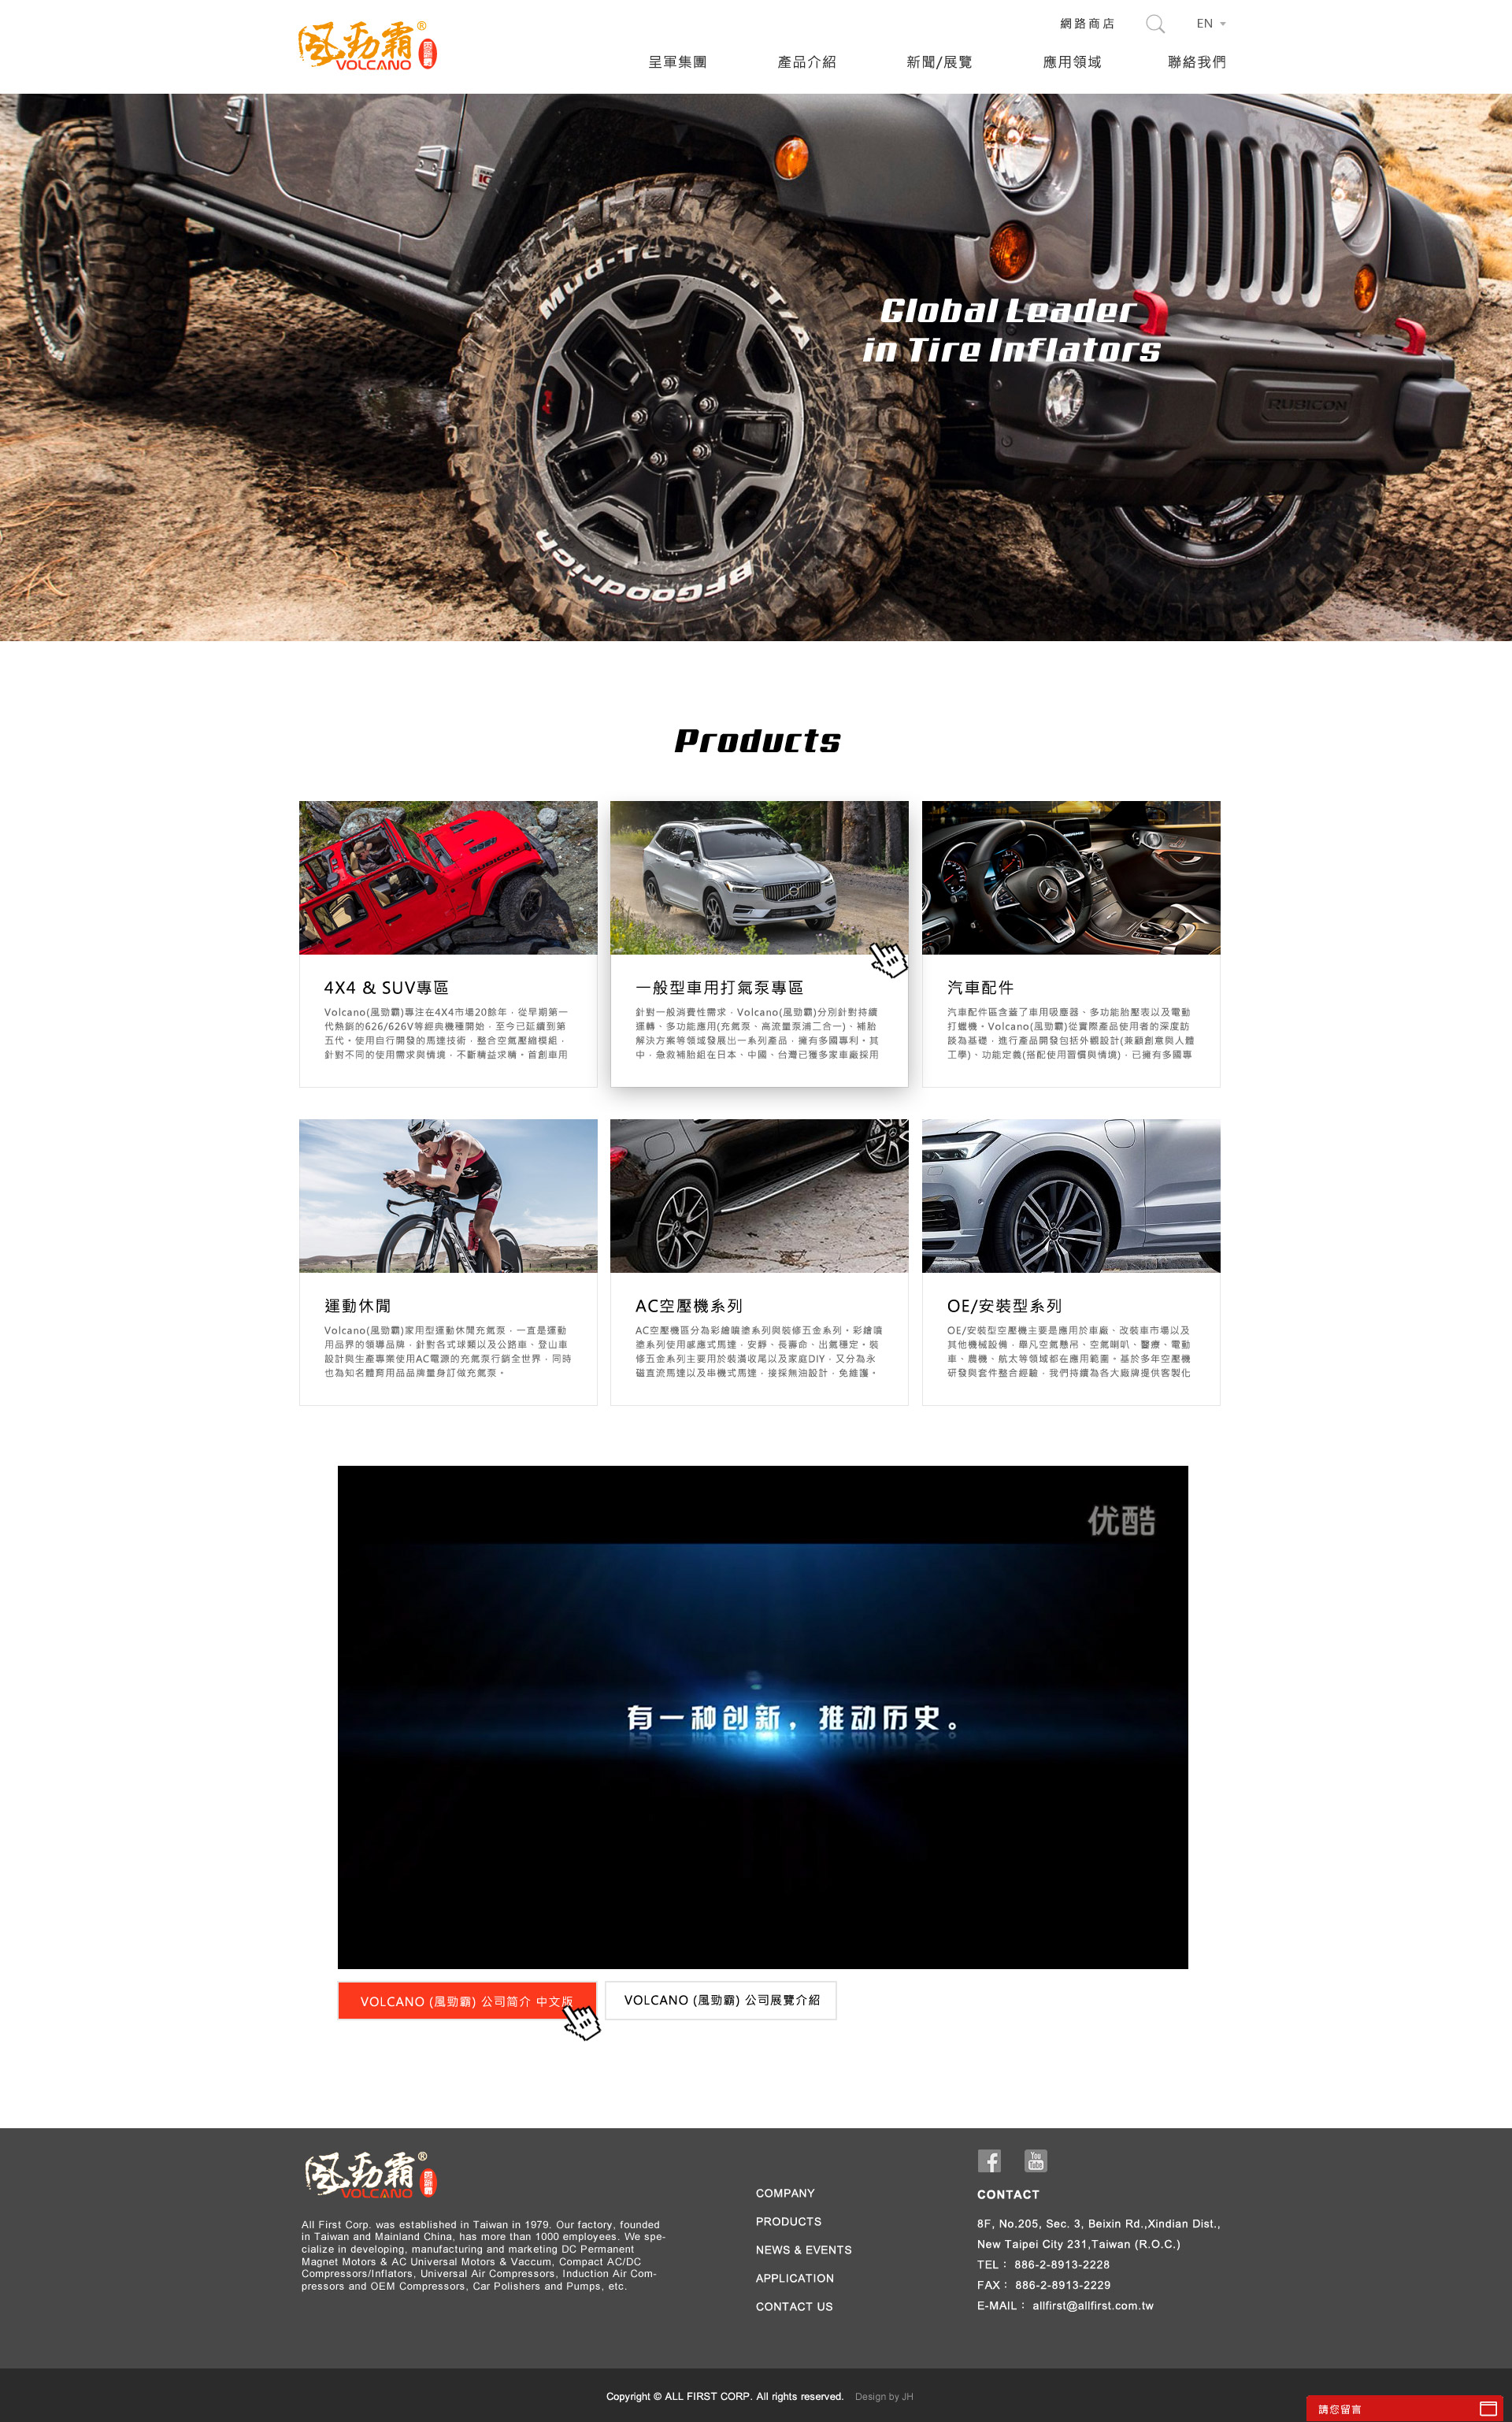 風勁霸®
VOLCANO
網路商店
EN
呈軍集團
產品介紹
新聞/展覽
應用領域
聯絡我們
Mud-Terrain T/A
BFGoodrich
RUBICON
Global Leader
in Tire Inflators
Products
RUBICON
4X4 & SUV專區
Volcano(風勁霸)專注在4X4市場20餘年，從早期第一
代熱銷的626/626V等經典機種開始，至今已延續到第
五代。使用自行開發的馬達技術，整合空氣壓縮模組，
針對不同的使用需求與情境，不斷精益求精。首創車用
一般型車用打氣泵專區
針對一般消費性需求，Volcano(風勁霸)分別針對持續
運轉、多功能應用(充氣泵、高流量泵浦二合一)，補胎
解決方案等領域發展出一系列產品，擁有多國專利。其
中，急救補胎組在日本、中國、台灣已獲多家車廠採用
汽車配件
汽車配件區含蓋了車用吸塵器、多功能胎壓表以及電動
打蠟機。Volcano(風勁霸)從實際產品使用者的深度訪
談為基礎，進行產品開發包括外觀設計(兼顧創意與人體
工學)、功能定義(搭配使用習慣與情境)，已擁有多國專
運動休閒
Volcano(風勁霸)家用型運動休閒充氣泵，一直是運動
用品界的領導品牌，針對各式球類以及公路車、登山車
設計與生產專業使用AC電源的充氣泵行銷全世界，同時
也為知名體育用品品牌量身訂做充氣泵。
AC空壓機系列
AC空壓機區分為彩繪噴塗系列與裝修五金系列。彩繪噴
塗系列使用感應式馬達，安靜、長壽命、出氣穩定。裝
修五金系列主要用於裝潢收尾以及家庭DIY，又分為永
磁直流馬達以及串機式馬達，接採無油設計，免維護。
OE/安裝型系列
OE/安裝型空壓機主要是應用於車廠、改裝車市場以及
其他機械設備，舉凡空氣懸吊、空氣喇叭、醫療、電動
車、農機、航太等領域都在應用範圍。基於多年空壓機
研發與套件整合經驗，我們持續為各大廠牌提供客製化
优酷
有一种创新，推动历史。
VOLCANO (風勁霸) 公司简介 中文版
VOLCANO (風勁霸) 公司展覽介紹
風勁霸®
VOLCANO
All First Corp. was established in Taiwan in 1979. Our factory, founded
in Taiwan and Mainland China, has more than 1000 employees. We spe-
cialize in developing, manufacturing and marketing DC Permanent
Magnet Motors & AC Universal Motors & Vaccum, Compact AC/DC
Compressors/Inflators, Universal Air Compressors, Induction Air Com-
pressors and OEM Compressors, Car Polishers and Pumps, etc.
COMPANY
PRODUCTS
NEWS & EVENTS
APPLICATION
CONTACT US
You Tube
CONTACT
8F, No.205, Sec. 3, Beixin Rd.,Xindian Dist.,
New Taipei City 231,Taiwan (R.O.C.)
TEL： 886-2-8913-2228
FAX： 886-2-8913-2229
E-MAIL： allfirst@allfirst.com.tw
Copyright © ALL FIRST CORP. All rights reserved. Design by JH
請您留言